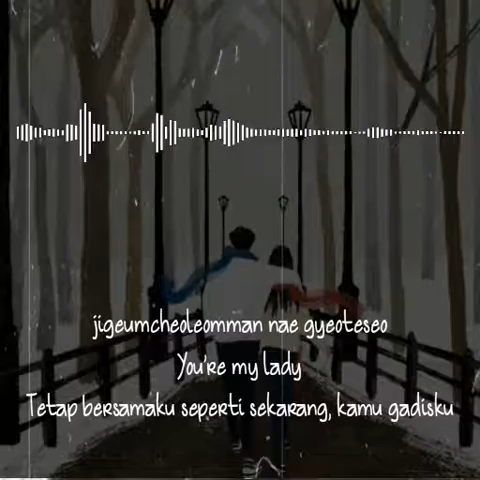 jigeumcheoleomman nae gyeoteseo
You're my lady
Tetap bersamaku seperti sekarang, kamu gadisku